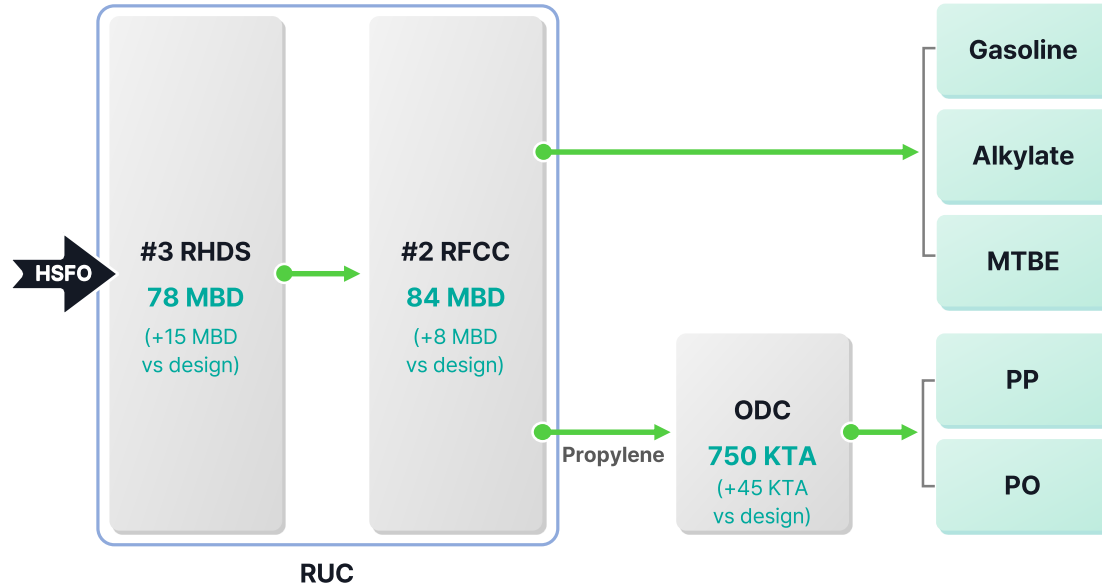 HSFO
#3 RHDS
78 MBD
(+15 MBD
vs design)
#2 RFCC
84 MBD
(+8 MBD
vs design)
RUC
Propylene
ODC
750 KTA
(+45 KTA
vs design)
Gasoline
Alkylate
MTBE
PP
PO